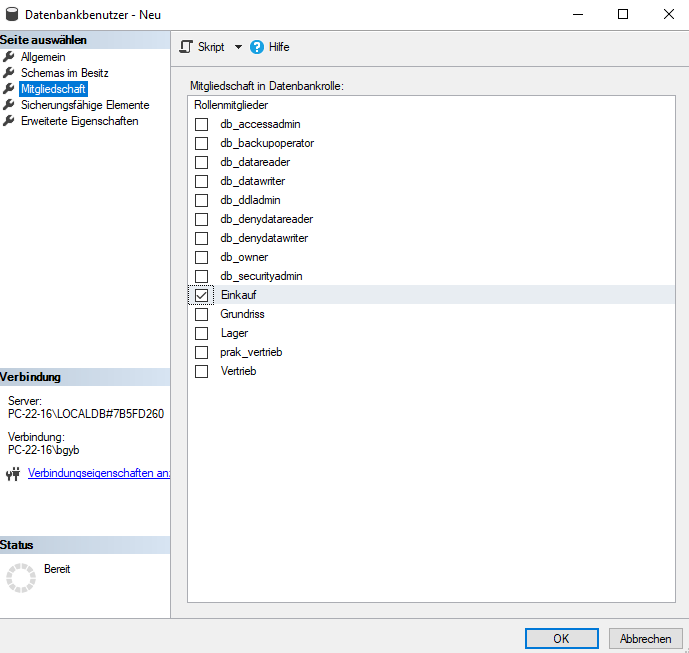 Datenbankbenutzer - Neu
Seite auswählen
Allgemein
Schemas im Besitz
Mitgliedschaft
Sicherungsfähige Elemente
Erweiterte Eigenschaften
Skript
Hilfe
Mitgliedschaft in Datenbankrolle:
Rollenmitglieder
db_accessadmin
db_backupoperator
db_datareader
db_datawriter
db_ddladmin
db_denydatareader
db_denydatawriter
db_owner
db_securityadmin
Einkauf
Grundriss
Lager
prak_vertrieb
Vertrieb
Verbindung
Server:
PC-22-16\LOCALDB#7B5FD260
Verbindung:
PC-22-16\bgyb
Verbindungseigenschaften an
Status
Bereit
OK
Abbrechen